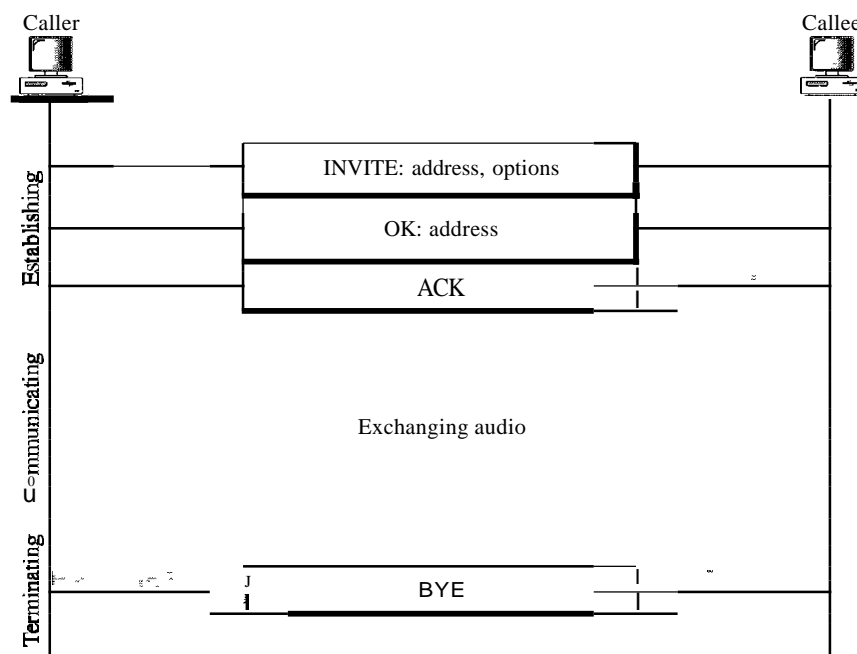 Caller
Callee
Establishing
INVITE: address, options
OK: address
ACK
Communicating
Exchanging audio
Terminating
BYE